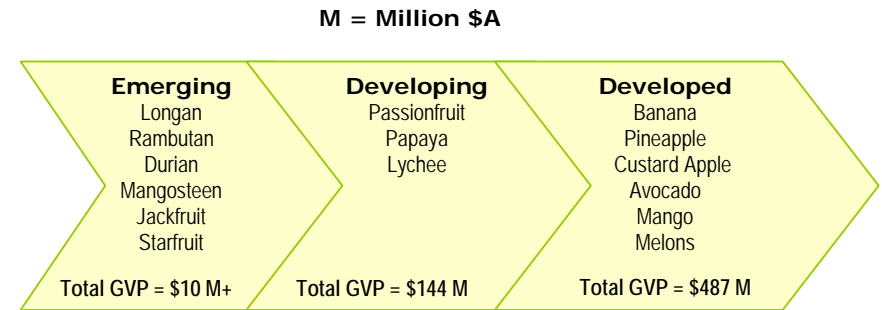 M = Million $A
Emerging
Longan
Rambutan
Durian
Mangosteen
Jackfruit
Starfruit
Total GVP = $10 M+
Developing
Passionfruit
Papaya
Lychee
Total GVP = $144 M
Developed
Banana
Pineapple
Custard Apple
Avocado
Mango
Melons
Total GVP = $487 M